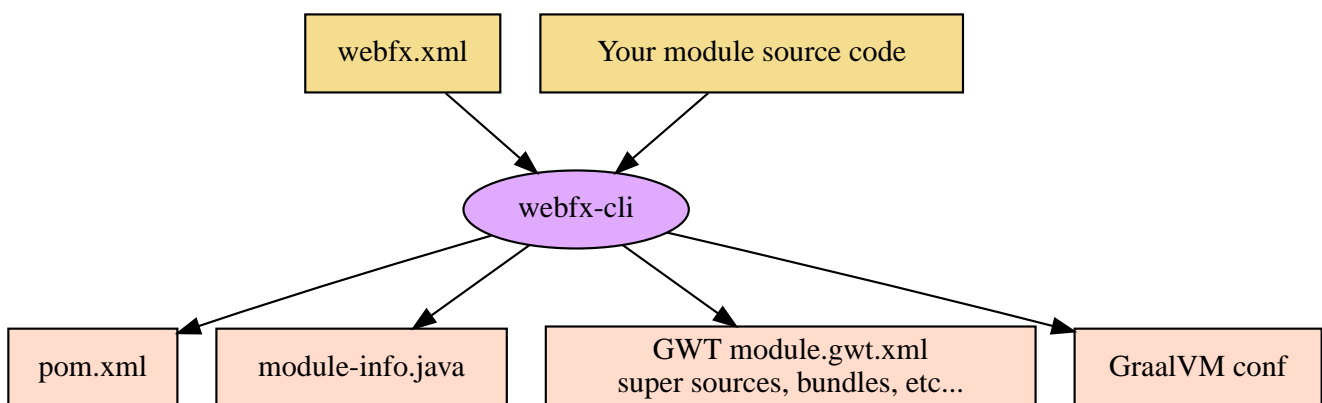 webfx.xml
Your module source code
webfx-cli
pom.xml
module-info.java
GWT module.gwt.xml
super sources, bundles, etc...
GraalVM conf